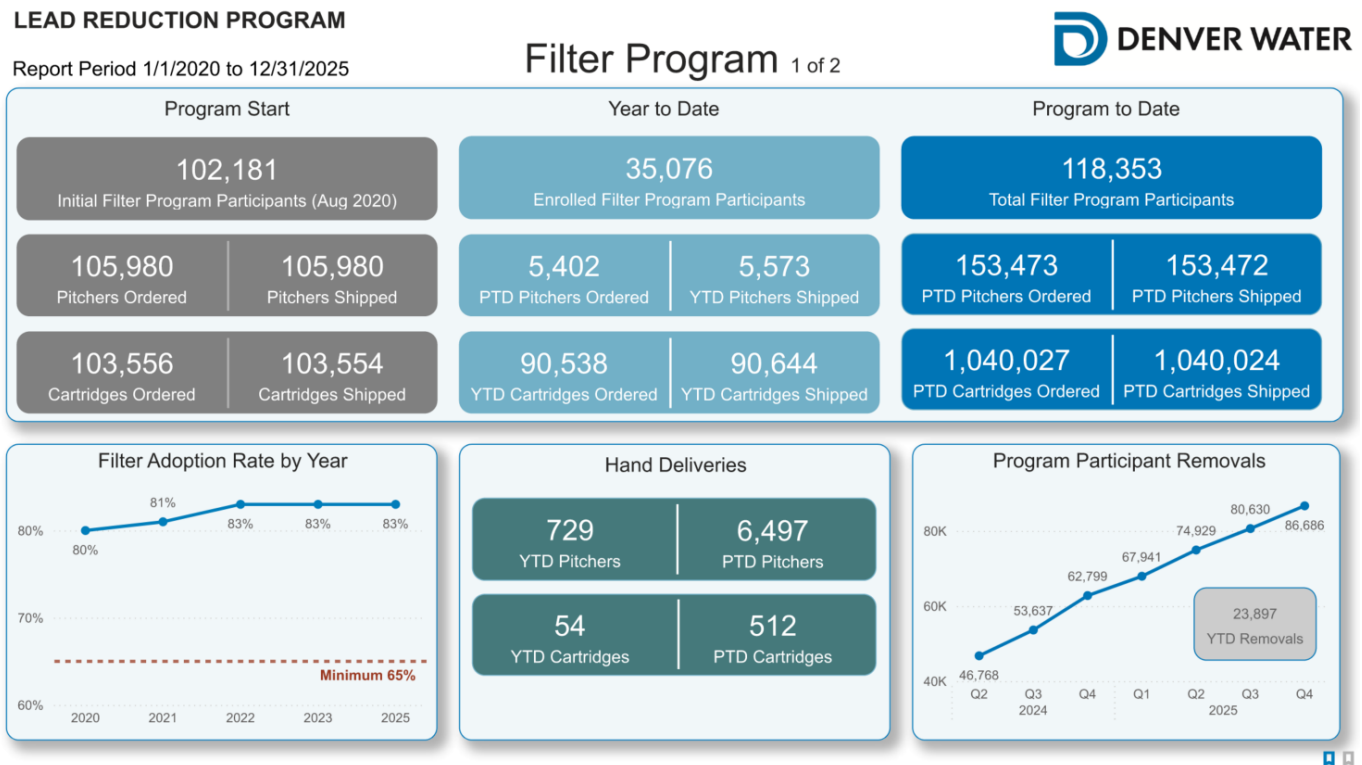 LEAD REDUCTION PROGRAM
DENVER WATER
Report Period 1/1/2020 to 12/31/2025
Filter Program 1 of 2
Program Start
Year to Date
Program to Date
102,181
Initial Filter Program Participants (Aug 2020)
35,076
Enrolled Filter Program Participants
118,353
Total Filter Program Participants
105,980
Pitchers Ordered
105,980
Pitchers Shipped
5,402
PTD Pitchers Ordered
5,573
YTD Pitchers Shipped
153,473
PTD Pitchers Ordered
153,472
PTD Pitchers Shipped
103,556
Cartridges Ordered
103,554
Cartridges Shipped
90,538
YTD Cartridges Ordered
90,644
YTD Cartridges Shipped
1,040,027
PTD Cartridges Ordered
1,040,024
PTD Cartridges Shipped
Filter Adoption Rate by Year
80%
70%
60%
80%
81%
83%
83%
83%
Minimum 65%
2020 2021 2022 2023 2025
Hand Deliveries
729
YTD Pitchers
6,497
PTD Pitchers
54
YTD Cartridges
512
PTD Cartridges
Program Participant Removals
80K
60K
40K
46,768
53,637
62,799
67,941
74,929
80,630
86,686
23,897
YTD Removals
Q2 Q3 Q4 Q1 Q2 Q3 Q4
2024 2025